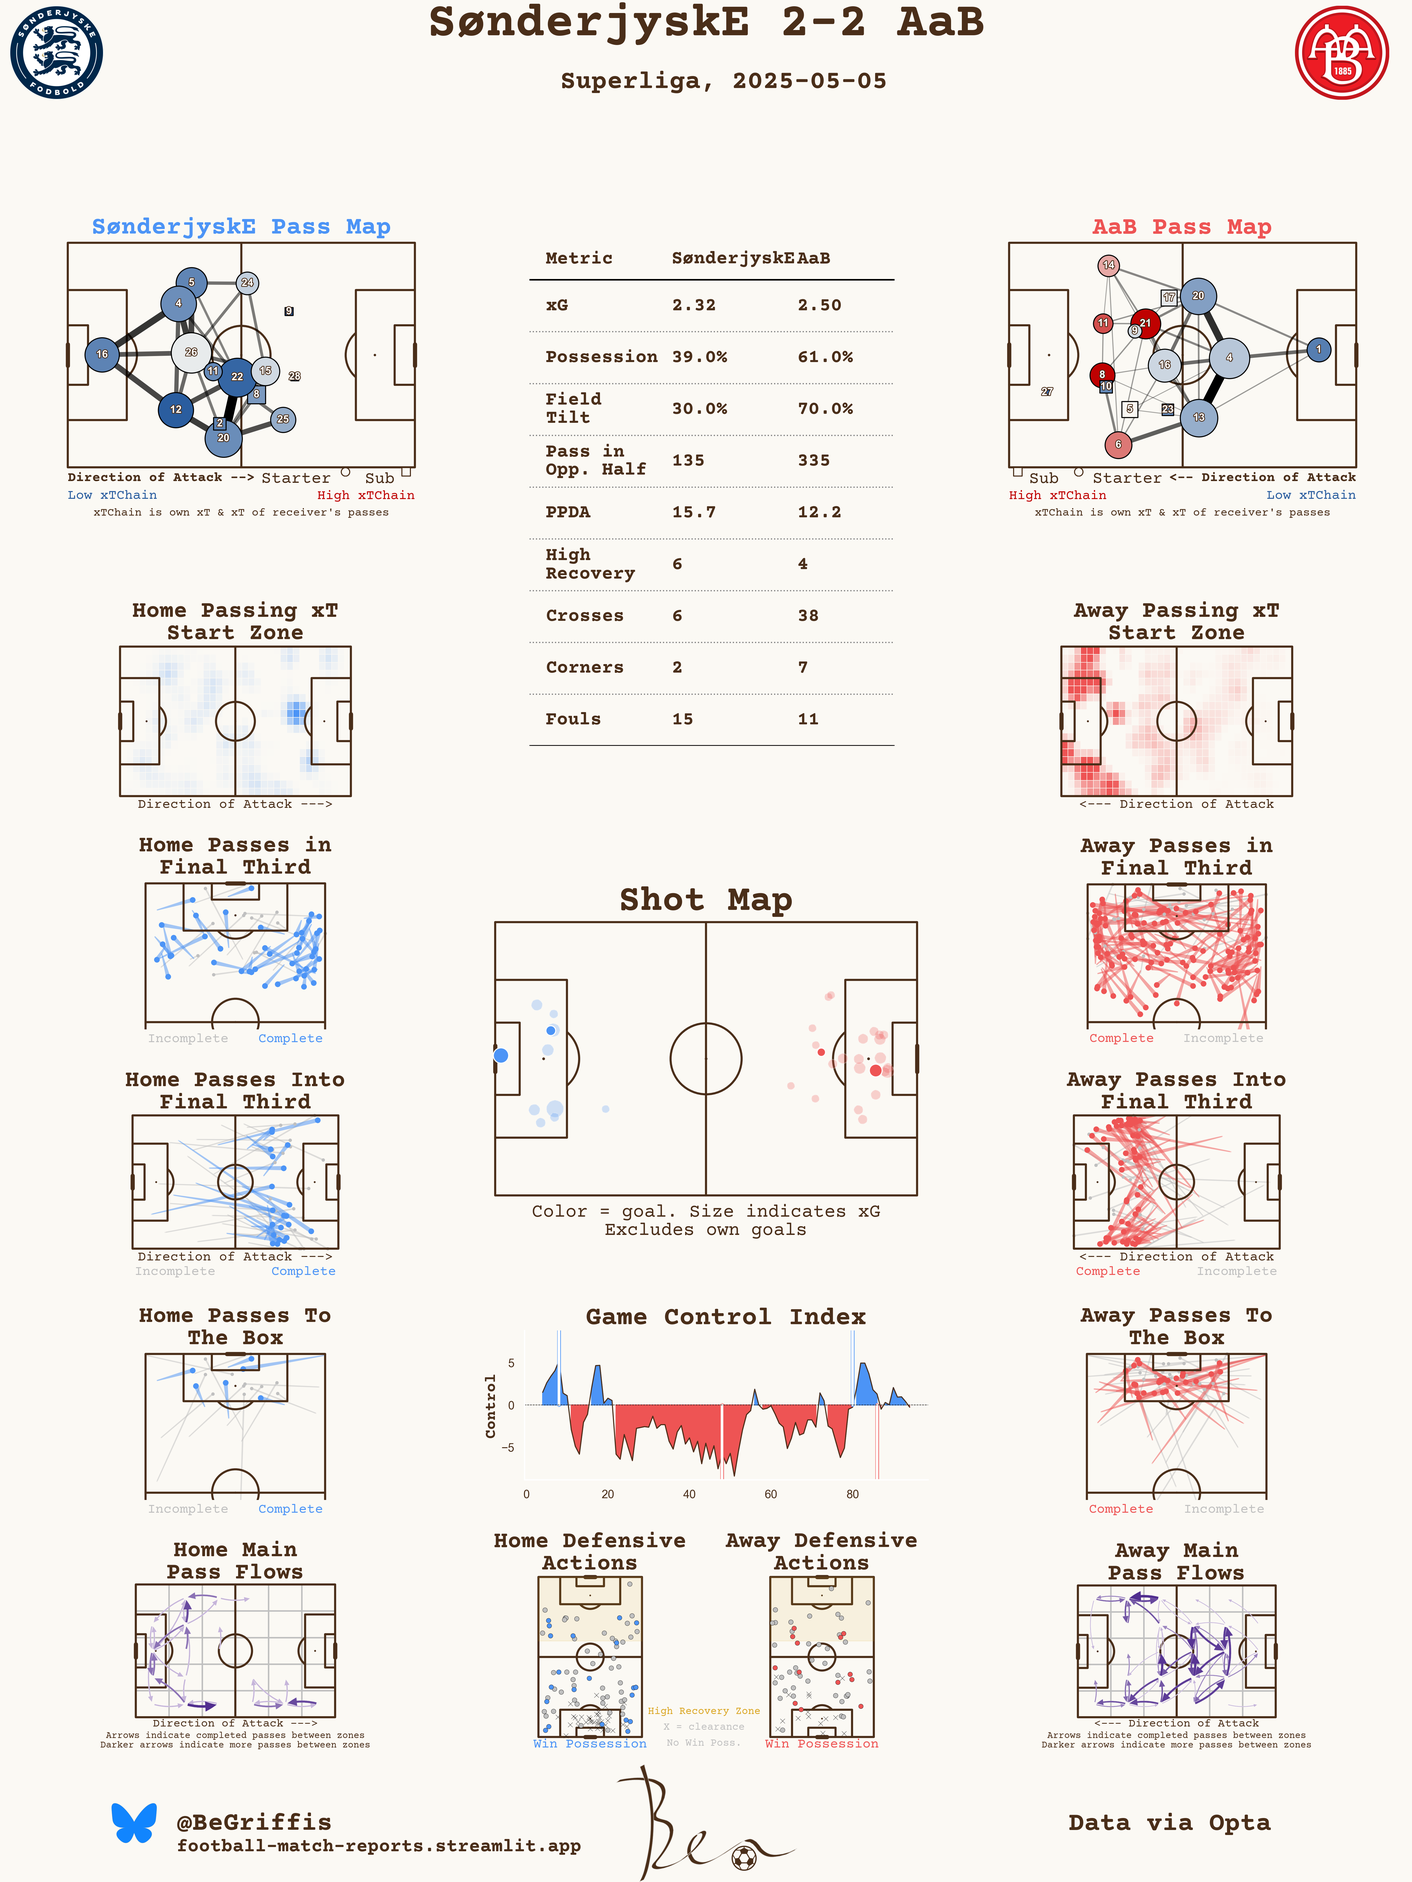 SønderjyskE 2-2 AaB
Superliga, 2025-05-05
SØNDERJYSKE
FODBOLD
1885
SønderjyskE Pass Map
5
24
4
9
16
26
11
22
15
28
8
12
2
20
25
Direction of Attack --> Starter Sub
Low xTChain High xTChain
xTChain is own xT & xT of receiver's passes
Metric SønderjyskE AaB
xG 2.32 2.50
Possession 39.0% 61.0%
Field
Tilt 30.0% 70.0%
Pass in
Opp. Half 135 335
PPDA 15.7 12.2
High
Recovery 6 4
Crosses 6 38
Corners 2 7
Fouls 15 11
AaB Pass Map
14
17
20
11
21
9
16
4
1
8
10
27
5
23
13
6
Sub Starter <-- Direction of Attack
High xTChain Low xTChain
xTChain is own xT & xT of receiver's passes
Home Passing xT
Start Zone
Direction of Attack --->
Away Passing xT
Start Zone
<--- Direction of Attack
Home Passes in
Final Third
Incomplete Complete
Away Passes in
Final Third
Complete Incomplete
Shot Map
Color = goal. Size indicates xG
Excludes own goals
Home Passes Into
Final Third
Direction of Attack --->
Incomplete Complete
Away Passes Into
Final Third
<--- Direction of Attack
Complete Incomplete
Home Passes To
The Box
Incomplete Complete
Game Control Index
Control
5
0
−5
0 20 40 60 80
Away Passes To
The Box
Complete Incomplete
Home Main
Pass Flows
Direction of Attack --->
Arrows indicate completed passes between zones
Darker arrows indicate more passes between zones
Home Defensive
Actions
Win Possession
Away Defensive
Actions
Win Possession
High Recovery Zone
X = clearance
No Win Poss.
Away Main
Pass Flows
<--- Direction of Attack
Arrows indicate completed passes between zones
Darker arrows indicate more passes between zones
@BeGriffis
football-match-reports.streamlit.app
Ben
Data via Opta